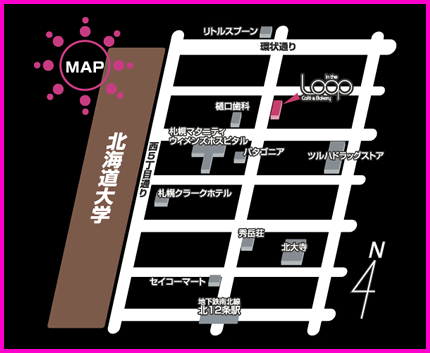 リトルスプーン
環状通り
MAP
In the
Loop
Café & Bakery
樋口歯科
札幌マタニティ
ウィメンズホスピタル
パタゴニア
ツルハドラッグストア
北海道大学
西5丁目通り
札幌クラークホテル
秀岳荘
北大寺
N
セイコーマート
地下鉄南北線
北12条駅